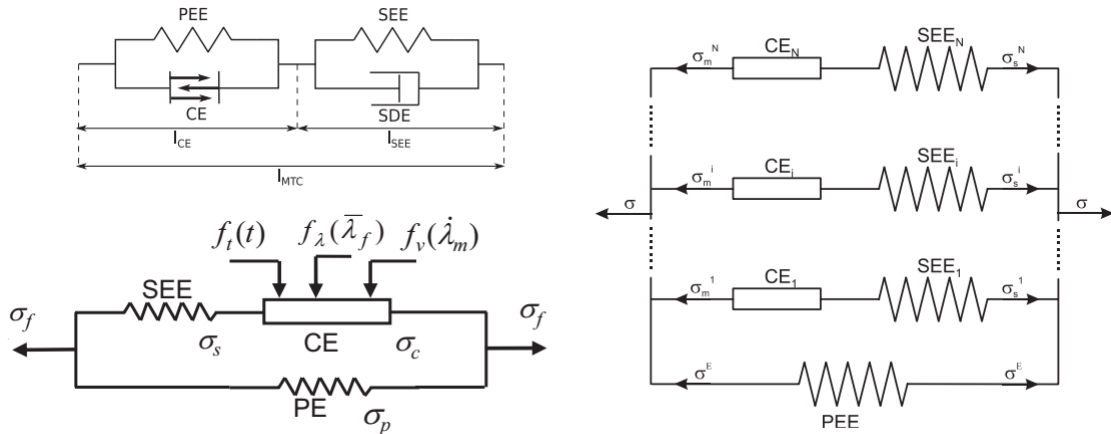 PEE SEE
CE SDE
l_CE l_SEE
l_MTC
f_t(t) f_λ(λ̄_f) f_v(λ̇_m)
SEE
σ_f σ_f
σ_s CE σ_c
PE
σ_p
σ_m^N CE_N SEE_N σ_s^N
σ_m^i CE_i SEE_i σ_s^i
σ σ
σ_m^1 CE_1 SEE_1 σ_s^1
σ^E σ^E
PEE